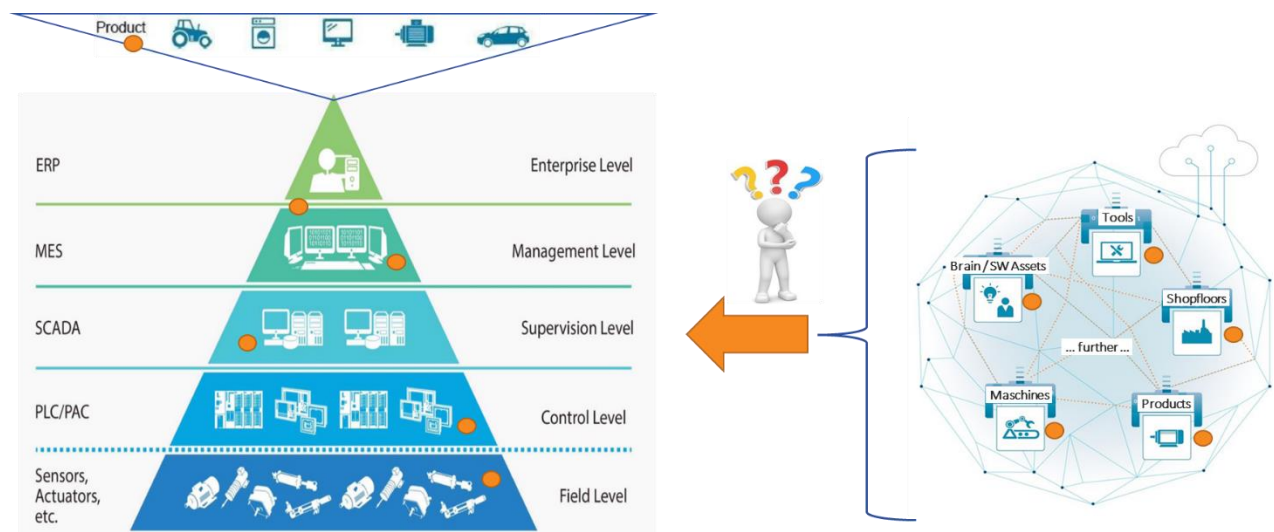 Product
ERP
Enterprise Level
MES
Management Level
SCADA
Supervision Level
PLC/PAC
Control Level
Sensors,
Actuators,
etc.
Field Level
???
Tools
Brain / SW Assets
Shopfloors
... further ...
Maschines
Products